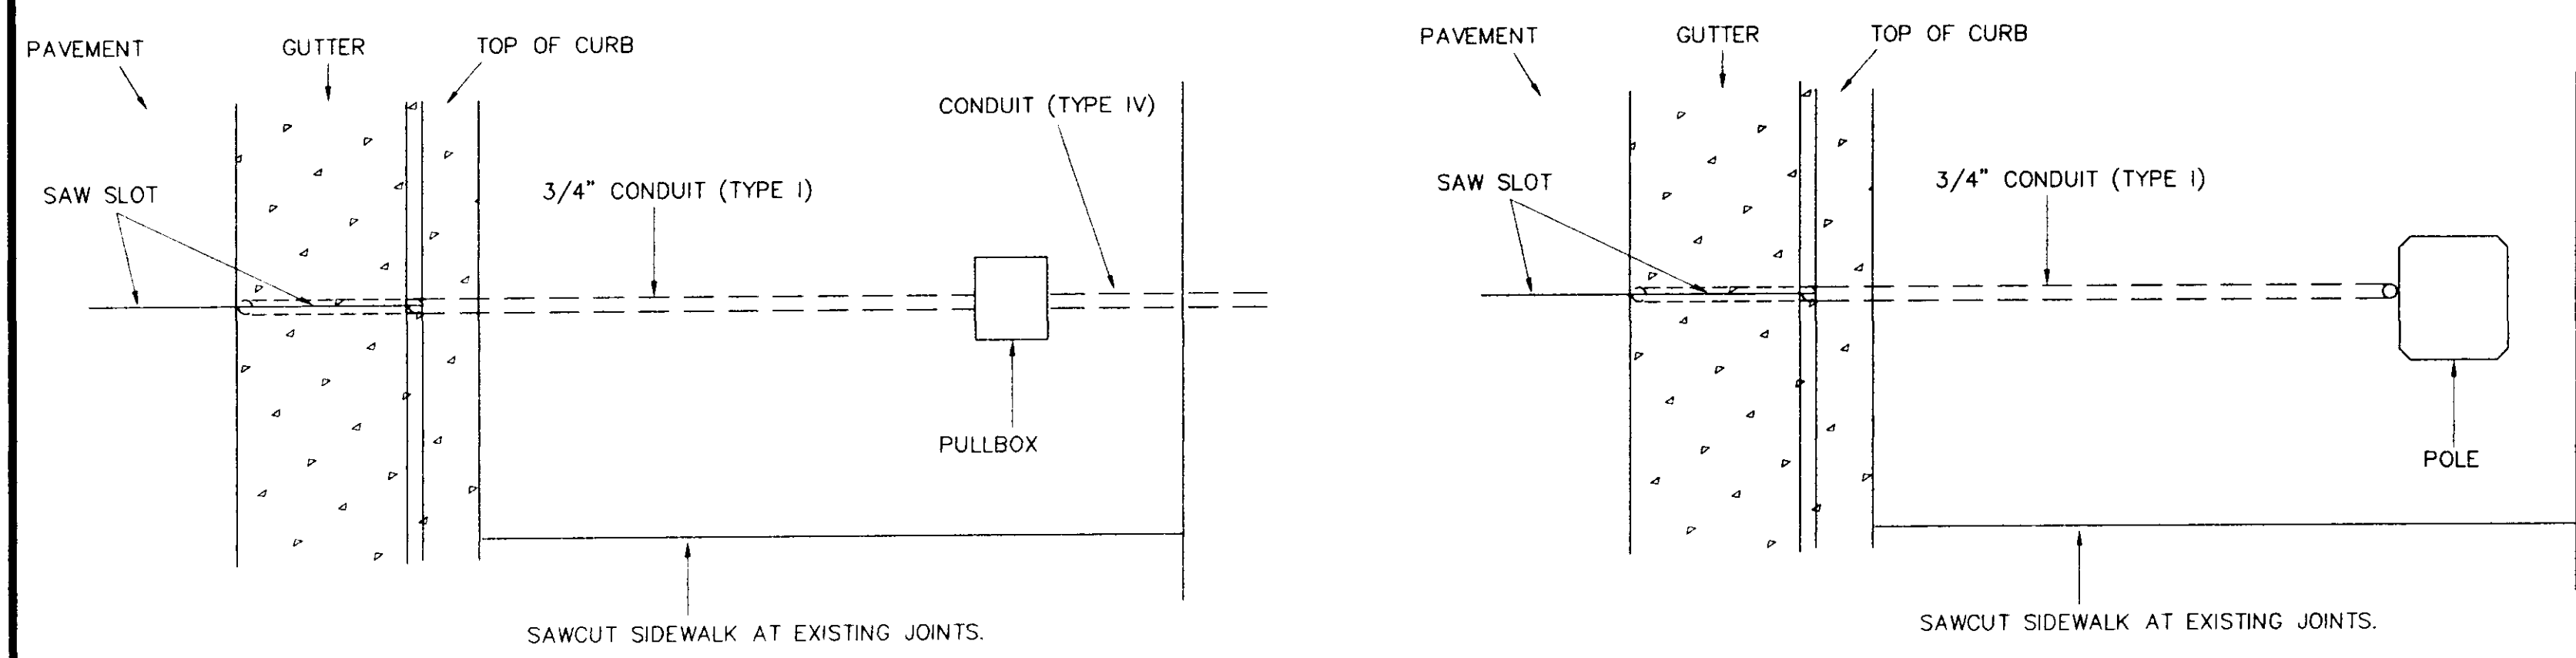 PAVEMENT
GUTTER
TOP OF CURB
CONDUIT (TYPE IV)
SAW SLOT
3/4" CONDUIT (TYPE I)
PULLBOX
SAWCUT SIDEWALK AT EXISTING JOINTS.
PAVEMENT
GUTTER
TOP OF CURB
SAW SLOT
3/4" CONDUIT (TYPE I)
POLE
SAWCUT SIDEWALK AT EXISTING JOINTS.